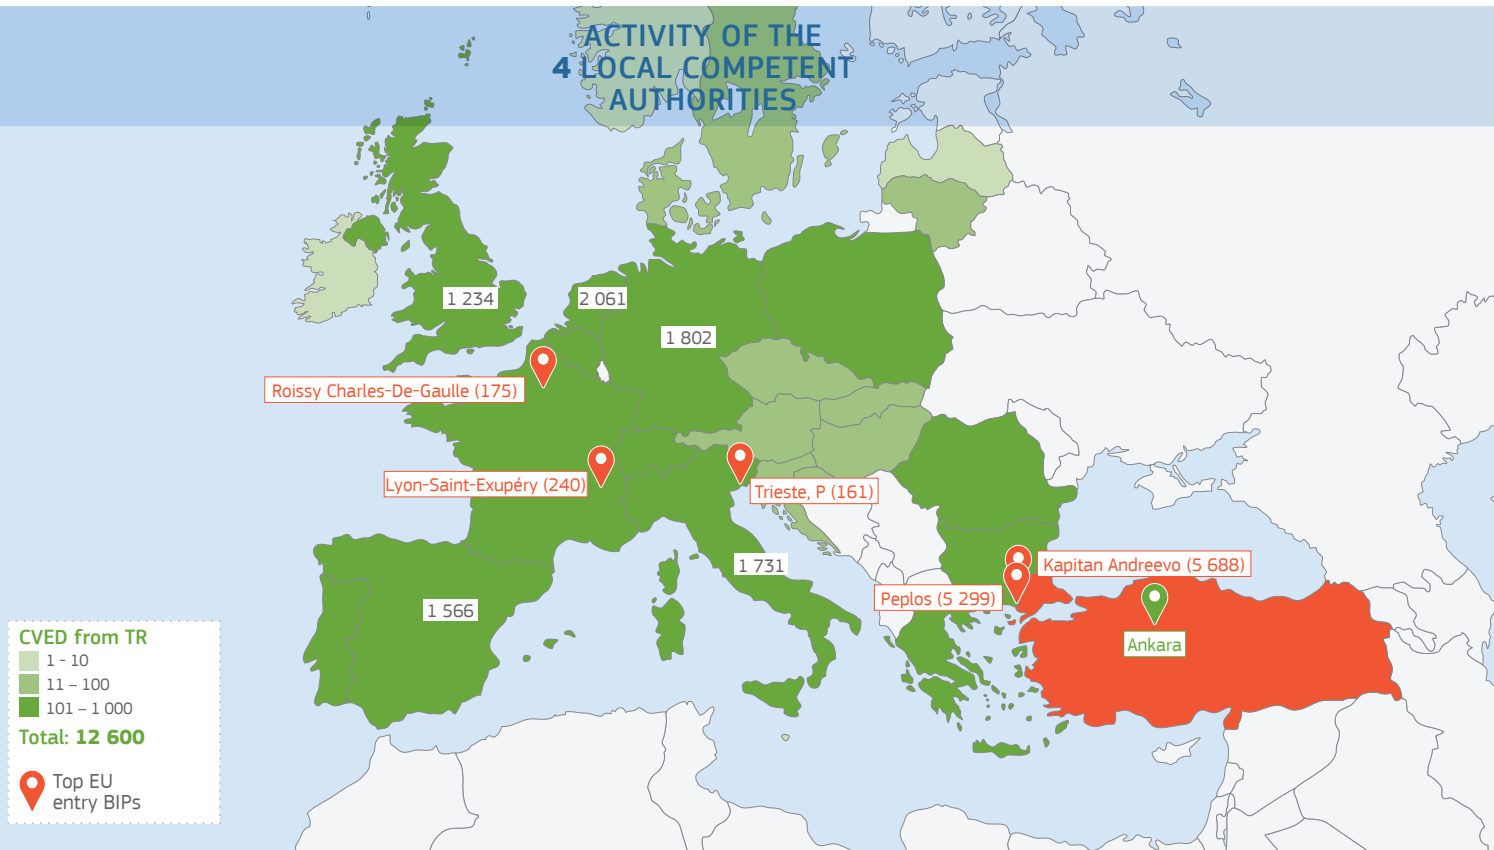 ACTIVITY OF THE
4 LOCAL COMPETENT
AUTHORITIES
1 234
2 061
1 802
Roissy Charles-De-Gaulle (175)
Lyon-Saint-Exupéry (240)
Trieste, P (161)
1 731
Kapitan Andreevo (5 688)
Peplos (5 299)
1 566
Ankara
CVED from TR
1 - 10
11 – 100
101 – 1 000
Total: 12 600
Top EU
entry BIPs